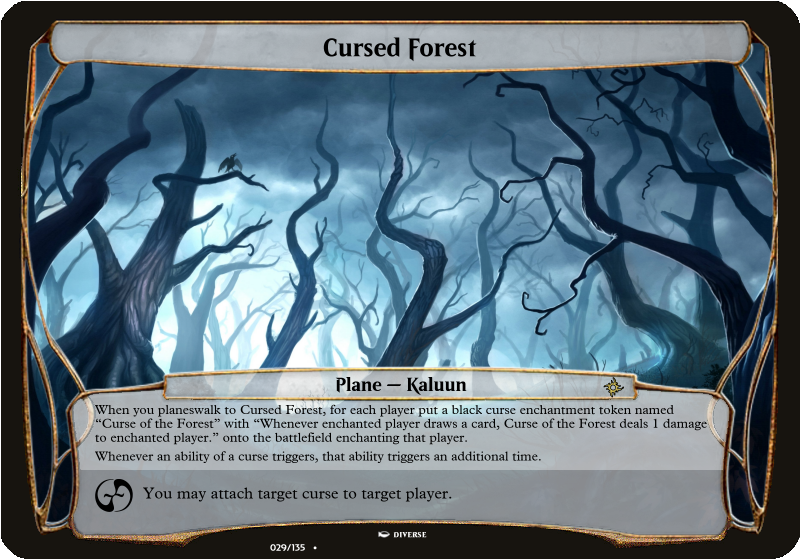 Cursed Forest
Plane — Kaluun
When you planeswalk to Cursed Forest, for each player put a black curse enchantment token named
“Curse of the Forest” with “Whenever enchanted player draws a card, Curse of the Forest deals 1 damage
to enchanted player.” onto the battlefield enchanting that player.
Whenever an ability of a curse triggers, that ability triggers an additional time.
You may attach target curse to target player.
DIVERSE
029/135 •